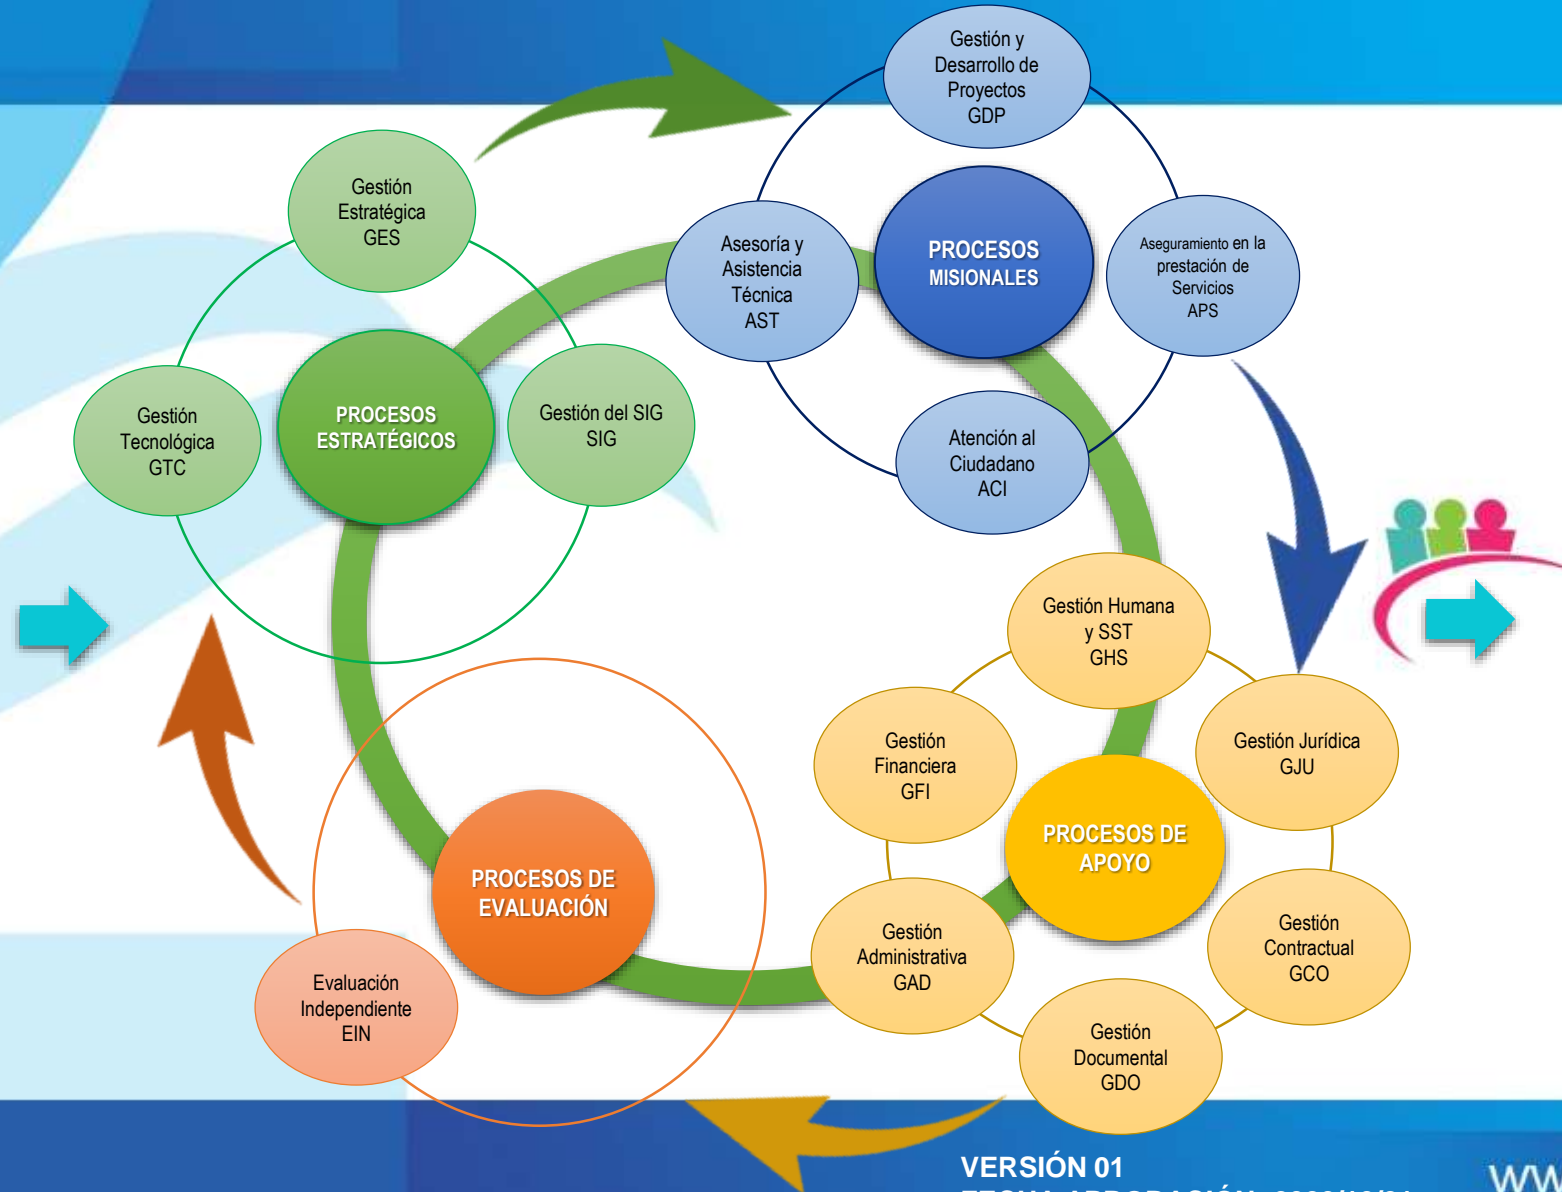 Gestión y
Desarrollo de
Proyectos
GDP
Gestión
Estratégica
GES
PROCESOS
MISIONALES
Asesoría y
Asistencia
Técnica
AST
Aseguramiento en la
prestación de
Servicios
APS
PROCESOS
ESTRATÉGICOS
Gestión
Tecnológica
GTC
Gestión del SIG
SIG
Atención al
Ciudadano
ACI
Gestión Humana
y SST
GHS
Gestión
Financiera
GFI
Gestión Jurídica
GJU
PROCESOS DE
APOYO
PROCESOS DE
EVALUACIÓN
Gestión
Administrativa
GAD
Gestión
Contractual
GCO
Evaluación
Independiente
EIN
Gestión
Documental
GDO
VERSIÓN 01